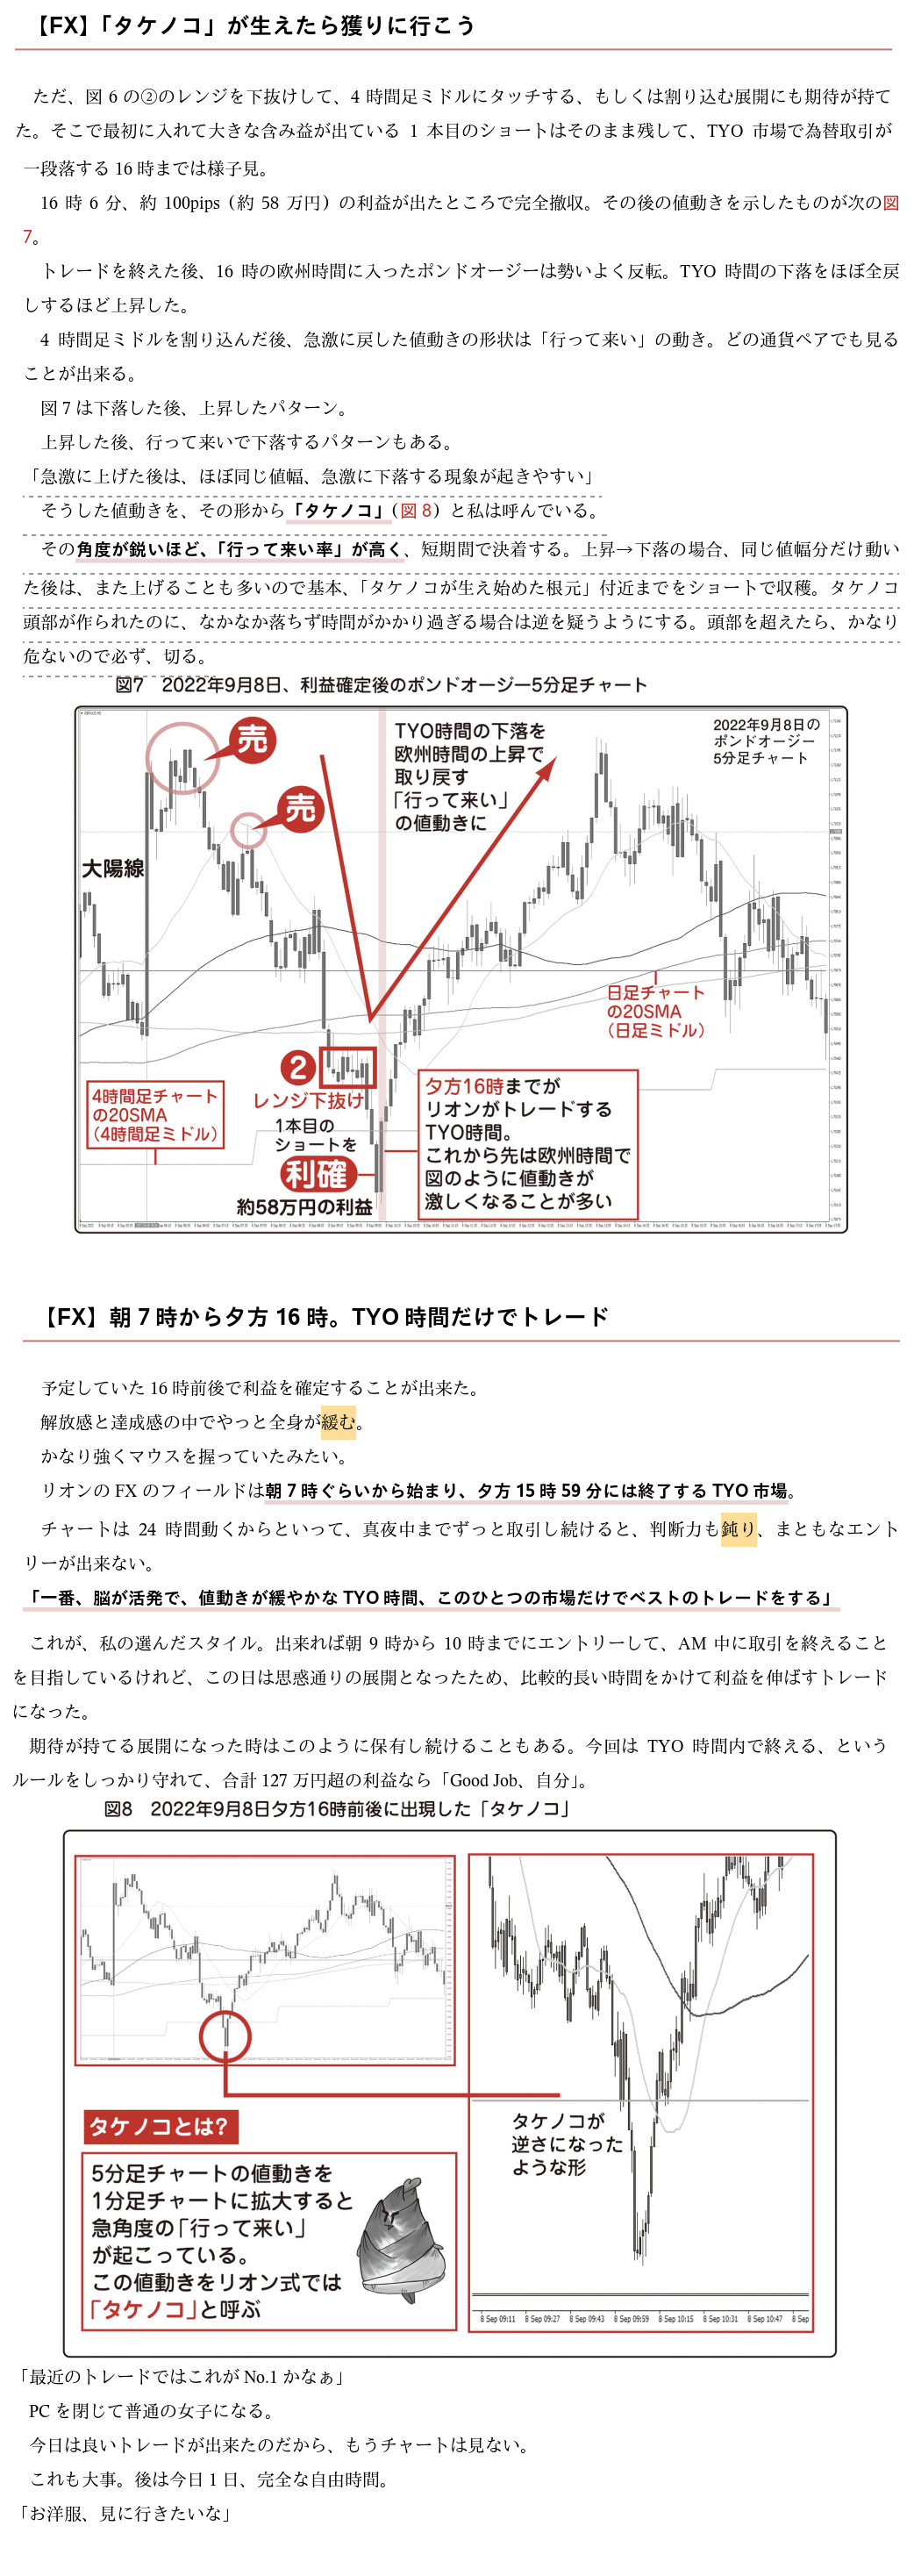 【FX】「タケノコ」が生えたら獲りに行こう
ただ、図 6 の②のレンジを下抜けして、4 時間足ミドルにタッチする、もしくは割り込む展開にも期待が持て
た。そこで最初に入れて大きな含み益が出ている 1 本目のショートはそのまま残して、TYO 市場で為替取引が
一段落する 16 時までは様子見。
16 時 6 分、約 100pips（約 58 万円）の利益が出たところで完全撤収。その後の値動きを示したものが次の図
7。
トレードを終えた後、16 時の欧州時間に入ったポンドオージーは勢いよく反転。TYO 時間の下落をほぼ全戻
しするほど上昇した。
4 時間足ミドルを割り込んだ後、急激に戻した値動きの形状は「行って来い」の動き。どの通貨ペアでも見る
ことが出来る。
図 7 は下落した後、上昇したパターン。
上昇した後、行って来いで下落するパターンもある。
「急激に上げた後は、ほぼ同じ値幅、急激に下落する現象が起きやすい」
そうした値動きを、その形から「タケノコ」（図 8）と私は呼んでいる。
その角度が鋭いほど、「行って来い率」が高く、短期間で決着する。上昇→下落の場合、同じ値幅分だけ動い
た後は、また上げることも多いので基本、「タケノコが生え始めた根元」付近までをショートで収穫。タケノコ
頭部が作られたのに、なかなか落ちず時間がかかり過ぎる場合は逆を疑うようにする。頭部を超えたら、かなり
危ないので必ず、切る。
図7　2022年9月8日、利益確定後のポンドオージー5分足チャート
売
売
TYO時間の下落を
欧州時間の上昇で
取り戻す
「行って来い」
の値動きに
2022年9月8日の
ポンドオージー
5分足チャート
大陽線
日足チャート
の20SMA
（日足ミドル）
2
レンジ下抜け
4時間足チャート
の20SMA
（4時間足ミドル）
1本目の
ショートを
利確
約58万円の利益
夕方16時までが
リオンがトレードする
TYO時間。
これから先は欧州時間で
図のように値動きが
激しくなることが多い
【FX】朝 7 時から夕方 16 時。TYO 時間だけでトレード
予定していた 16 時前後で利益を確定することが出来た。
解放感と達成感の中でやっと全身が緩む。
かなり強くマウスを握っていたみたい。
リオンの FX のフィールドは朝 7 時ぐらいから始まり、夕方 15 時 59 分には終了する TYO 市場。
チャートは 24 時間動くからといって、真夜中までずっと取引し続けると、判断力も鈍り、まともなエント
リーが出来ない。
「一番、脳が活発で、値動きが緩やかな TYO 時間、このひとつの市場だけでベストのトレードをする」
これが、私の選んだスタイル。出来れば朝 9 時から 10 時までにエントリーして、AM 中に取引を終えること
を目指しているけれど、この日は思惑通りの展開となったため、比較的長い時間をかけて利益を伸ばすトレード
になった。
期待が持てる展開になった時はこのように保有し続けることもある。今回は TYO 時間内で終える、という
ルールをしっかり守れて、合計 127 万円超の利益なら「Good Job、自分」。
図8　2022年9月8日夕方16時前後に出現した「タケノコ」
タケノコが
逆さになった
ような形
タケノコとは?
5分足チャートの値動きを
1分足チャートに拡大すると
急角度の「行って来い」
が起こっている。
この値動きをリオン式では
「タケノコ」と呼ぶ
8 Sep 09:11 8 Sep 09:27 8 Sep 09:43 8 Sep 09:59 8 Sep 10:15 8 Sep 10:31 8 Sep 10:47 8 Sep
「最近のトレードではこれが No.1 かなぁ」
PC を閉じて普通の女子になる。
今日は良いトレードが出来たのだから、もうチャートは見ない。
これも大事。後は今日 1 日、完全な自由時間。
「お洋服、見に行きたいな」